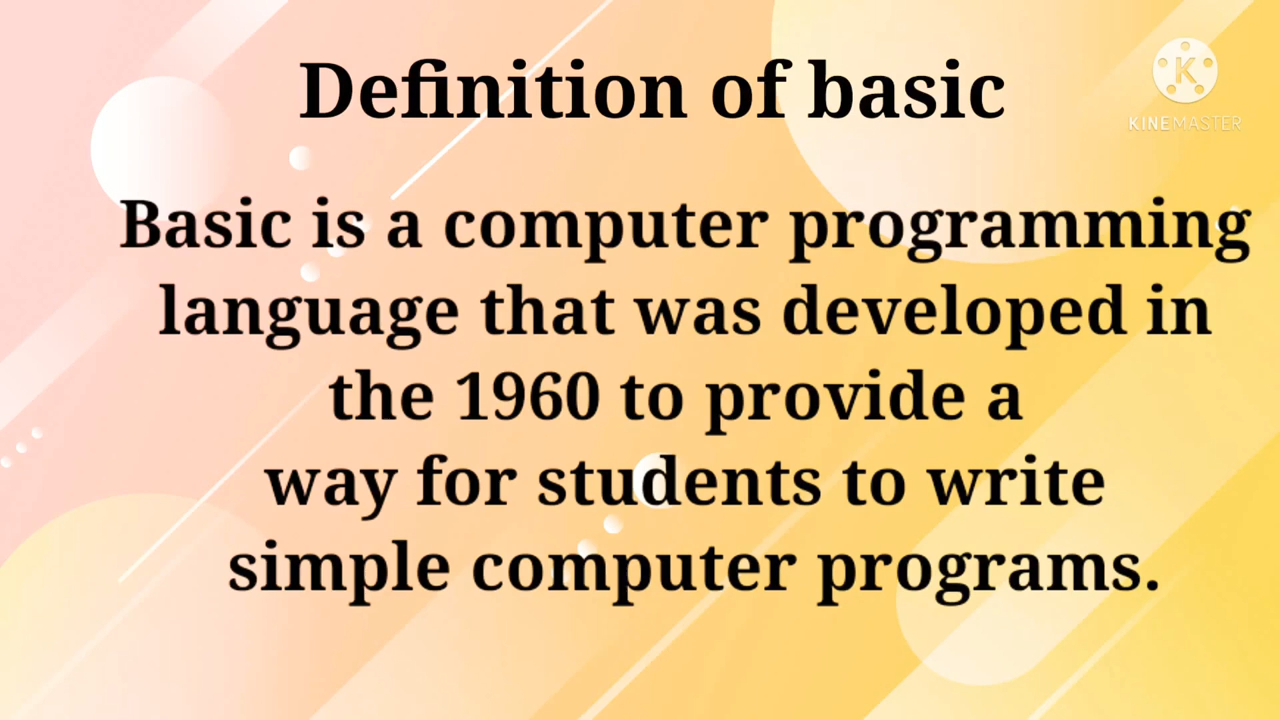 Definition of basic
K
KINEMASTER
Basic is a computer programming
language that was developed in
the 1960 to provide a
way for students to write
simple computer programs.